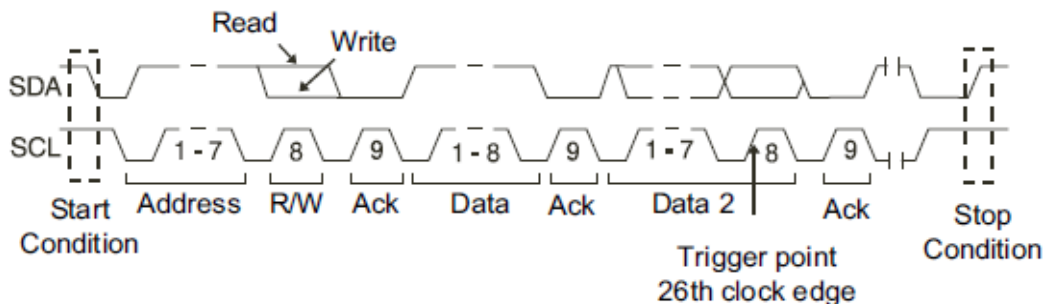 Read
Write
SDA
SCL
1 - 7
8
9
1 - 8
9
1 - 7
8
9
Start
Condition
Address
R/W
Ack
Data
Ack
Data 2
Ack
Stop
Condition
Trigger point
26th clock edge